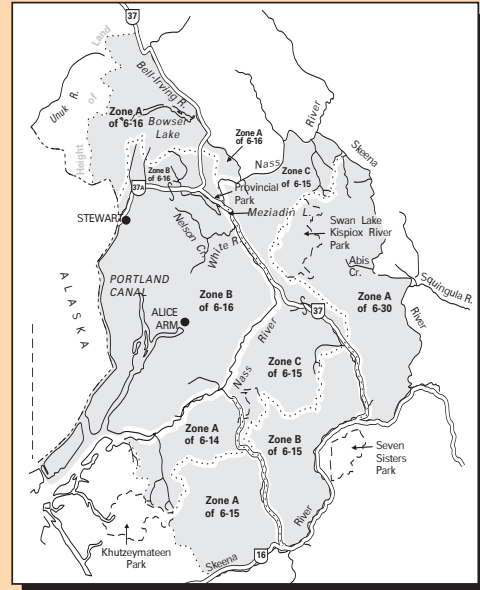 37
Land
of
Height
Unuk R.
Bell-Irving R.
Zone A
of 6-16
Bowser
Lake
Zone A
of 6-16
River
Nass
Skeena
Zone B
of 6-16
Zone C
of 6-15
37A
Provincial
Park
Meziadin L.
STEWART
Nelson Cr.
White R.
Swan Lake
Kispiox River
Park
Abis
Cr.
Squingula R.
ALASKA
PORTLAND
CANAL
Zone B
of 6-16
Zone A
of 6-30
ALICE
ARM
37
River
River
Zone C
of 6-15
Nass
Zone A
of 6-14
Zone B
of 6-15
Seven
Sisters
Park
Zone A
of 6-15
River
Khutzeymateen
Park
Skeena
16